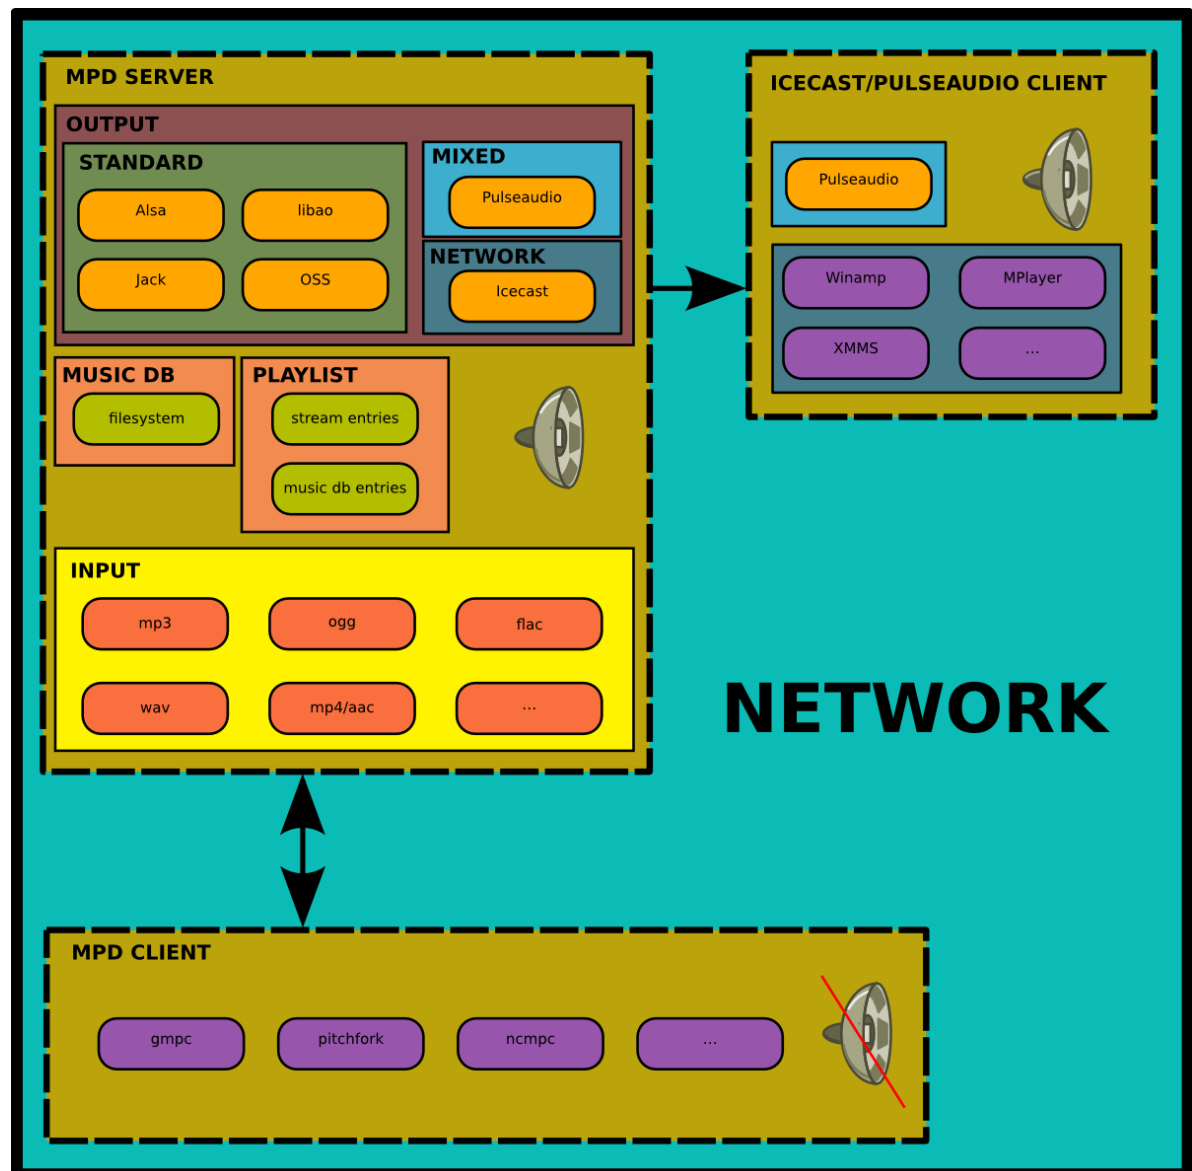 MPD SERVER
OUTPUT
STANDARD
Alsa
libao
Jack
OSS
MIXED
Pulseaudio
NETWORK
Icecast
MUSIC DB
filesystem
PLAYLIST
stream entries
music db entries
INPUT
mp3
ogg
flac
wav
mp4/aac
...
ICECAST/PULSEAUDIO CLIENT
Pulseaudio
Winamp
MPlayer
XMMS
...
NETWORK
MPD CLIENT
gmpc
pitchfork
ncmpc
...